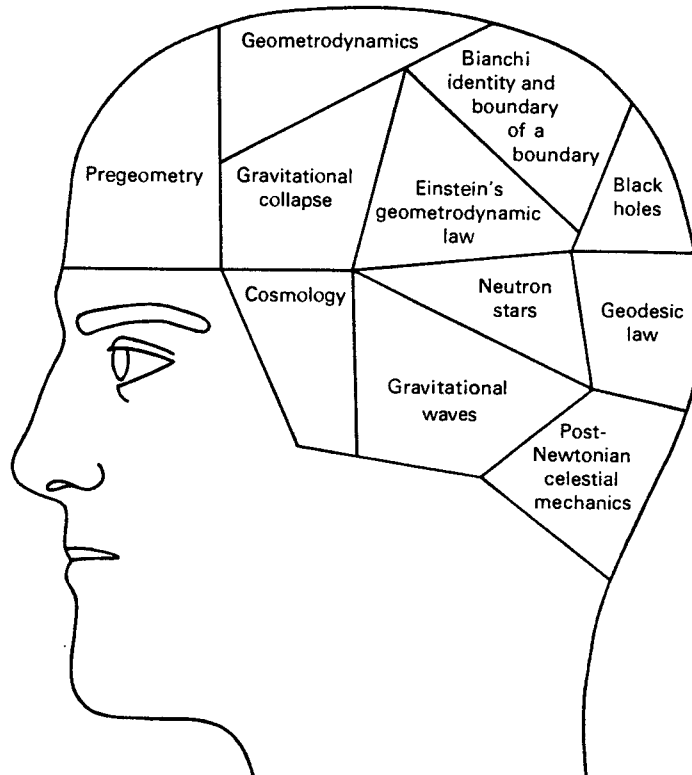 Geometrodynamics
Bianchi
identity and
boundary
of a
boundary
Pregeometry
Gravitational
collapse
Einstein's
geometrodynamic
law
Black
holes
Cosmology
Neutron
stars
Geodesic
law
Gravitational
waves
Post-
Newtonian
celestial
mechanics